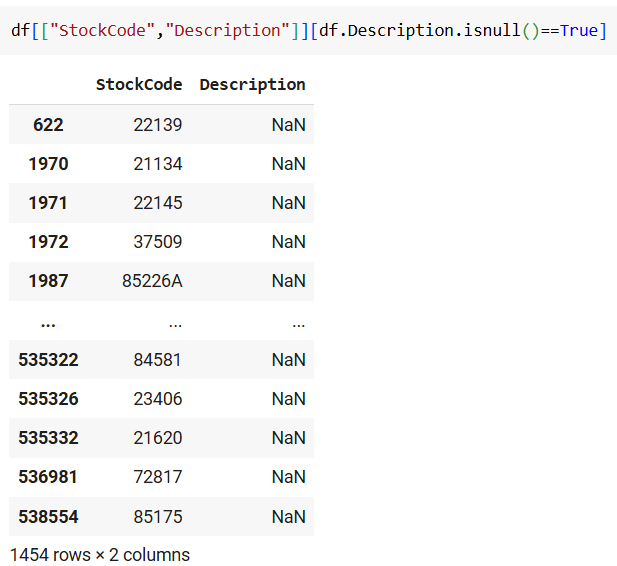 df[["StockCode","Description"]][df.Description.isnull()==True]
StockCode Description
622 22139 NaN
1970 21134 NaN
1971 22145 NaN
1972 37509 NaN
1987 85226A NaN
... ... ...
535322 84581 NaN
535326 23406 NaN
535332 21620 NaN
536981 72817 NaN
538554 85175 NaN
1454 rows × 2 columns